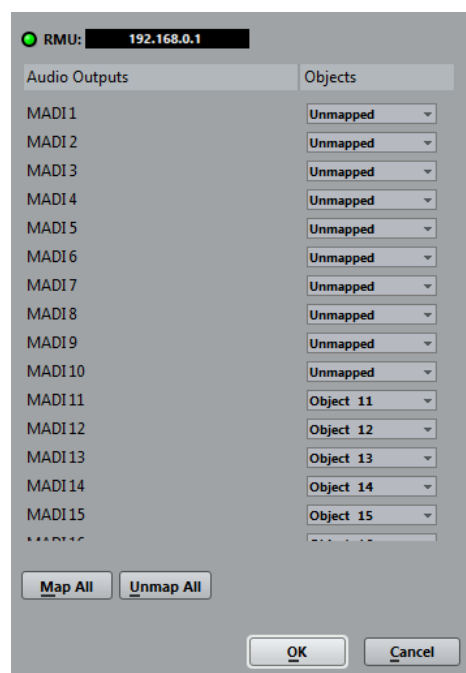 RMU: 192.168.0.1
Audio Outputs Objects
MADI 1 Unmapped
MADI 2 Unmapped
MADI 3 Unmapped
MADI 4 Unmapped
MADI 5 Unmapped
MADI 6 Unmapped
MADI 7 Unmapped
MADI 8 Unmapped
MADI 9 Unmapped
MADI 10 Unmapped
MADI 11 Object 11
MADI 12 Object 12
MADI 13 Object 13
MADI 14 Object 14
MADI 15 Object 15
Map All Unmap All
OK Cancel